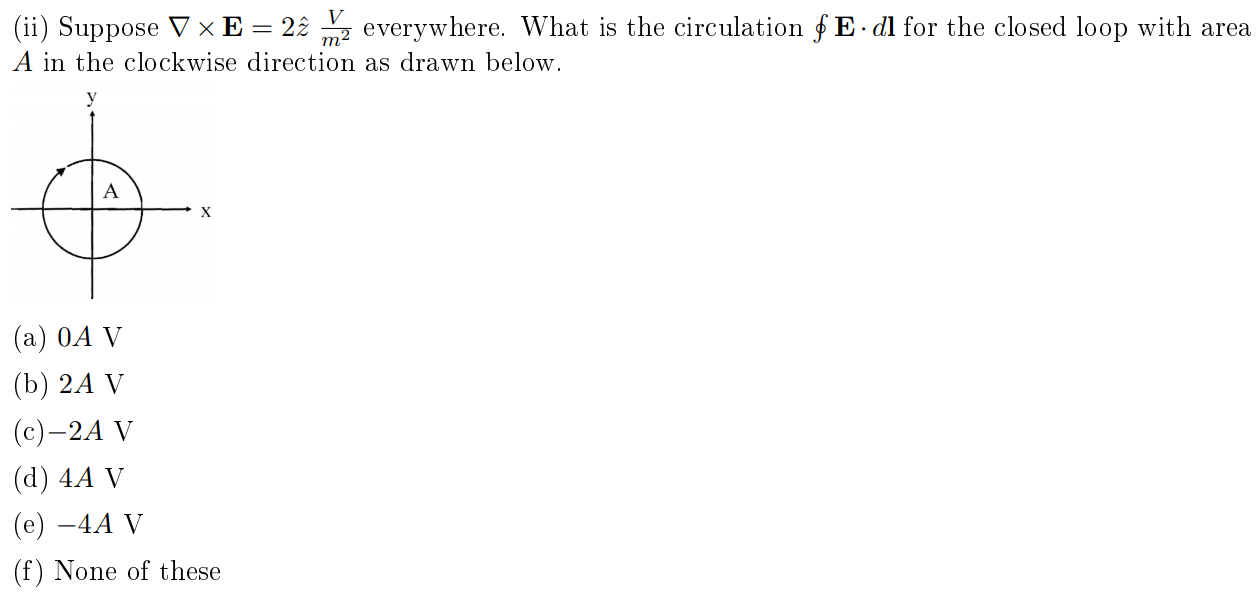 (ii) Suppose ∇ × E = 2ẑ V/m² everywhere. What is the circulation ∮ E · dl for the closed loop with area
A in the clockwise direction as drawn below.
y
A
x
(a) 0A V
(b) 2A V
(c)−2A V
(d) 4A V
(e) −4A V
(f) None of these